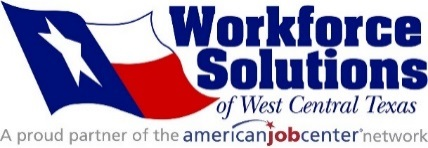 Workforce
Solutions
of West Central Texas
A proud partner of the americanjobcenter®network